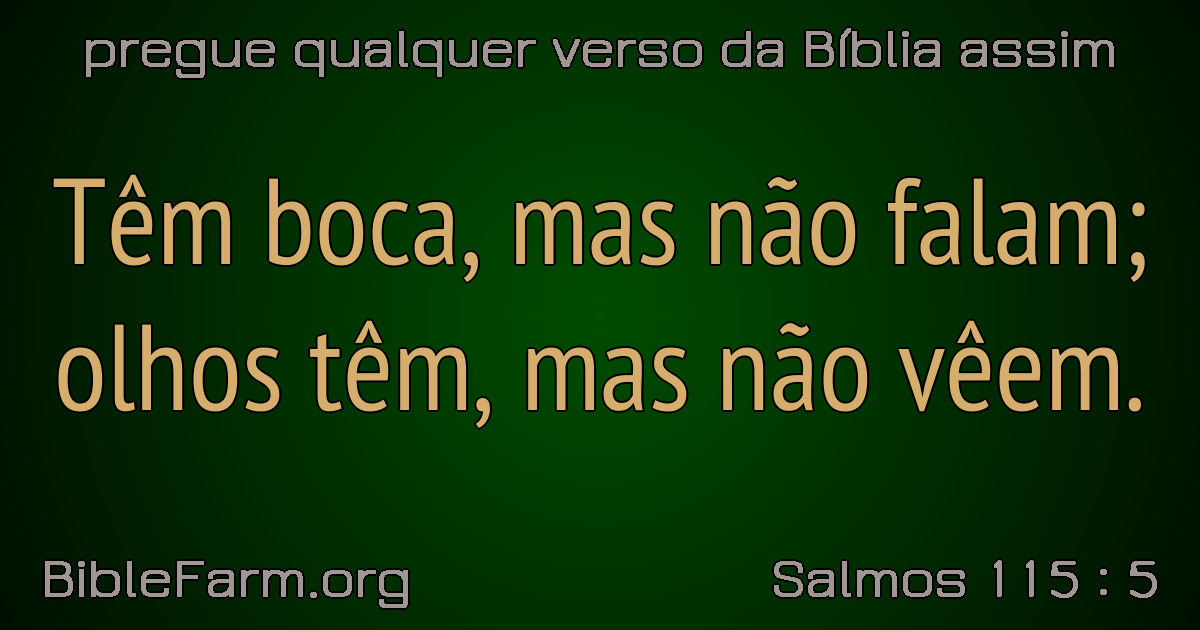 pregue qualquer verso da Bíblia assim
Têm boca, mas não falam;
olhos têm, mas não vêem.
BibleFarm.org
Salmos 115 : 5